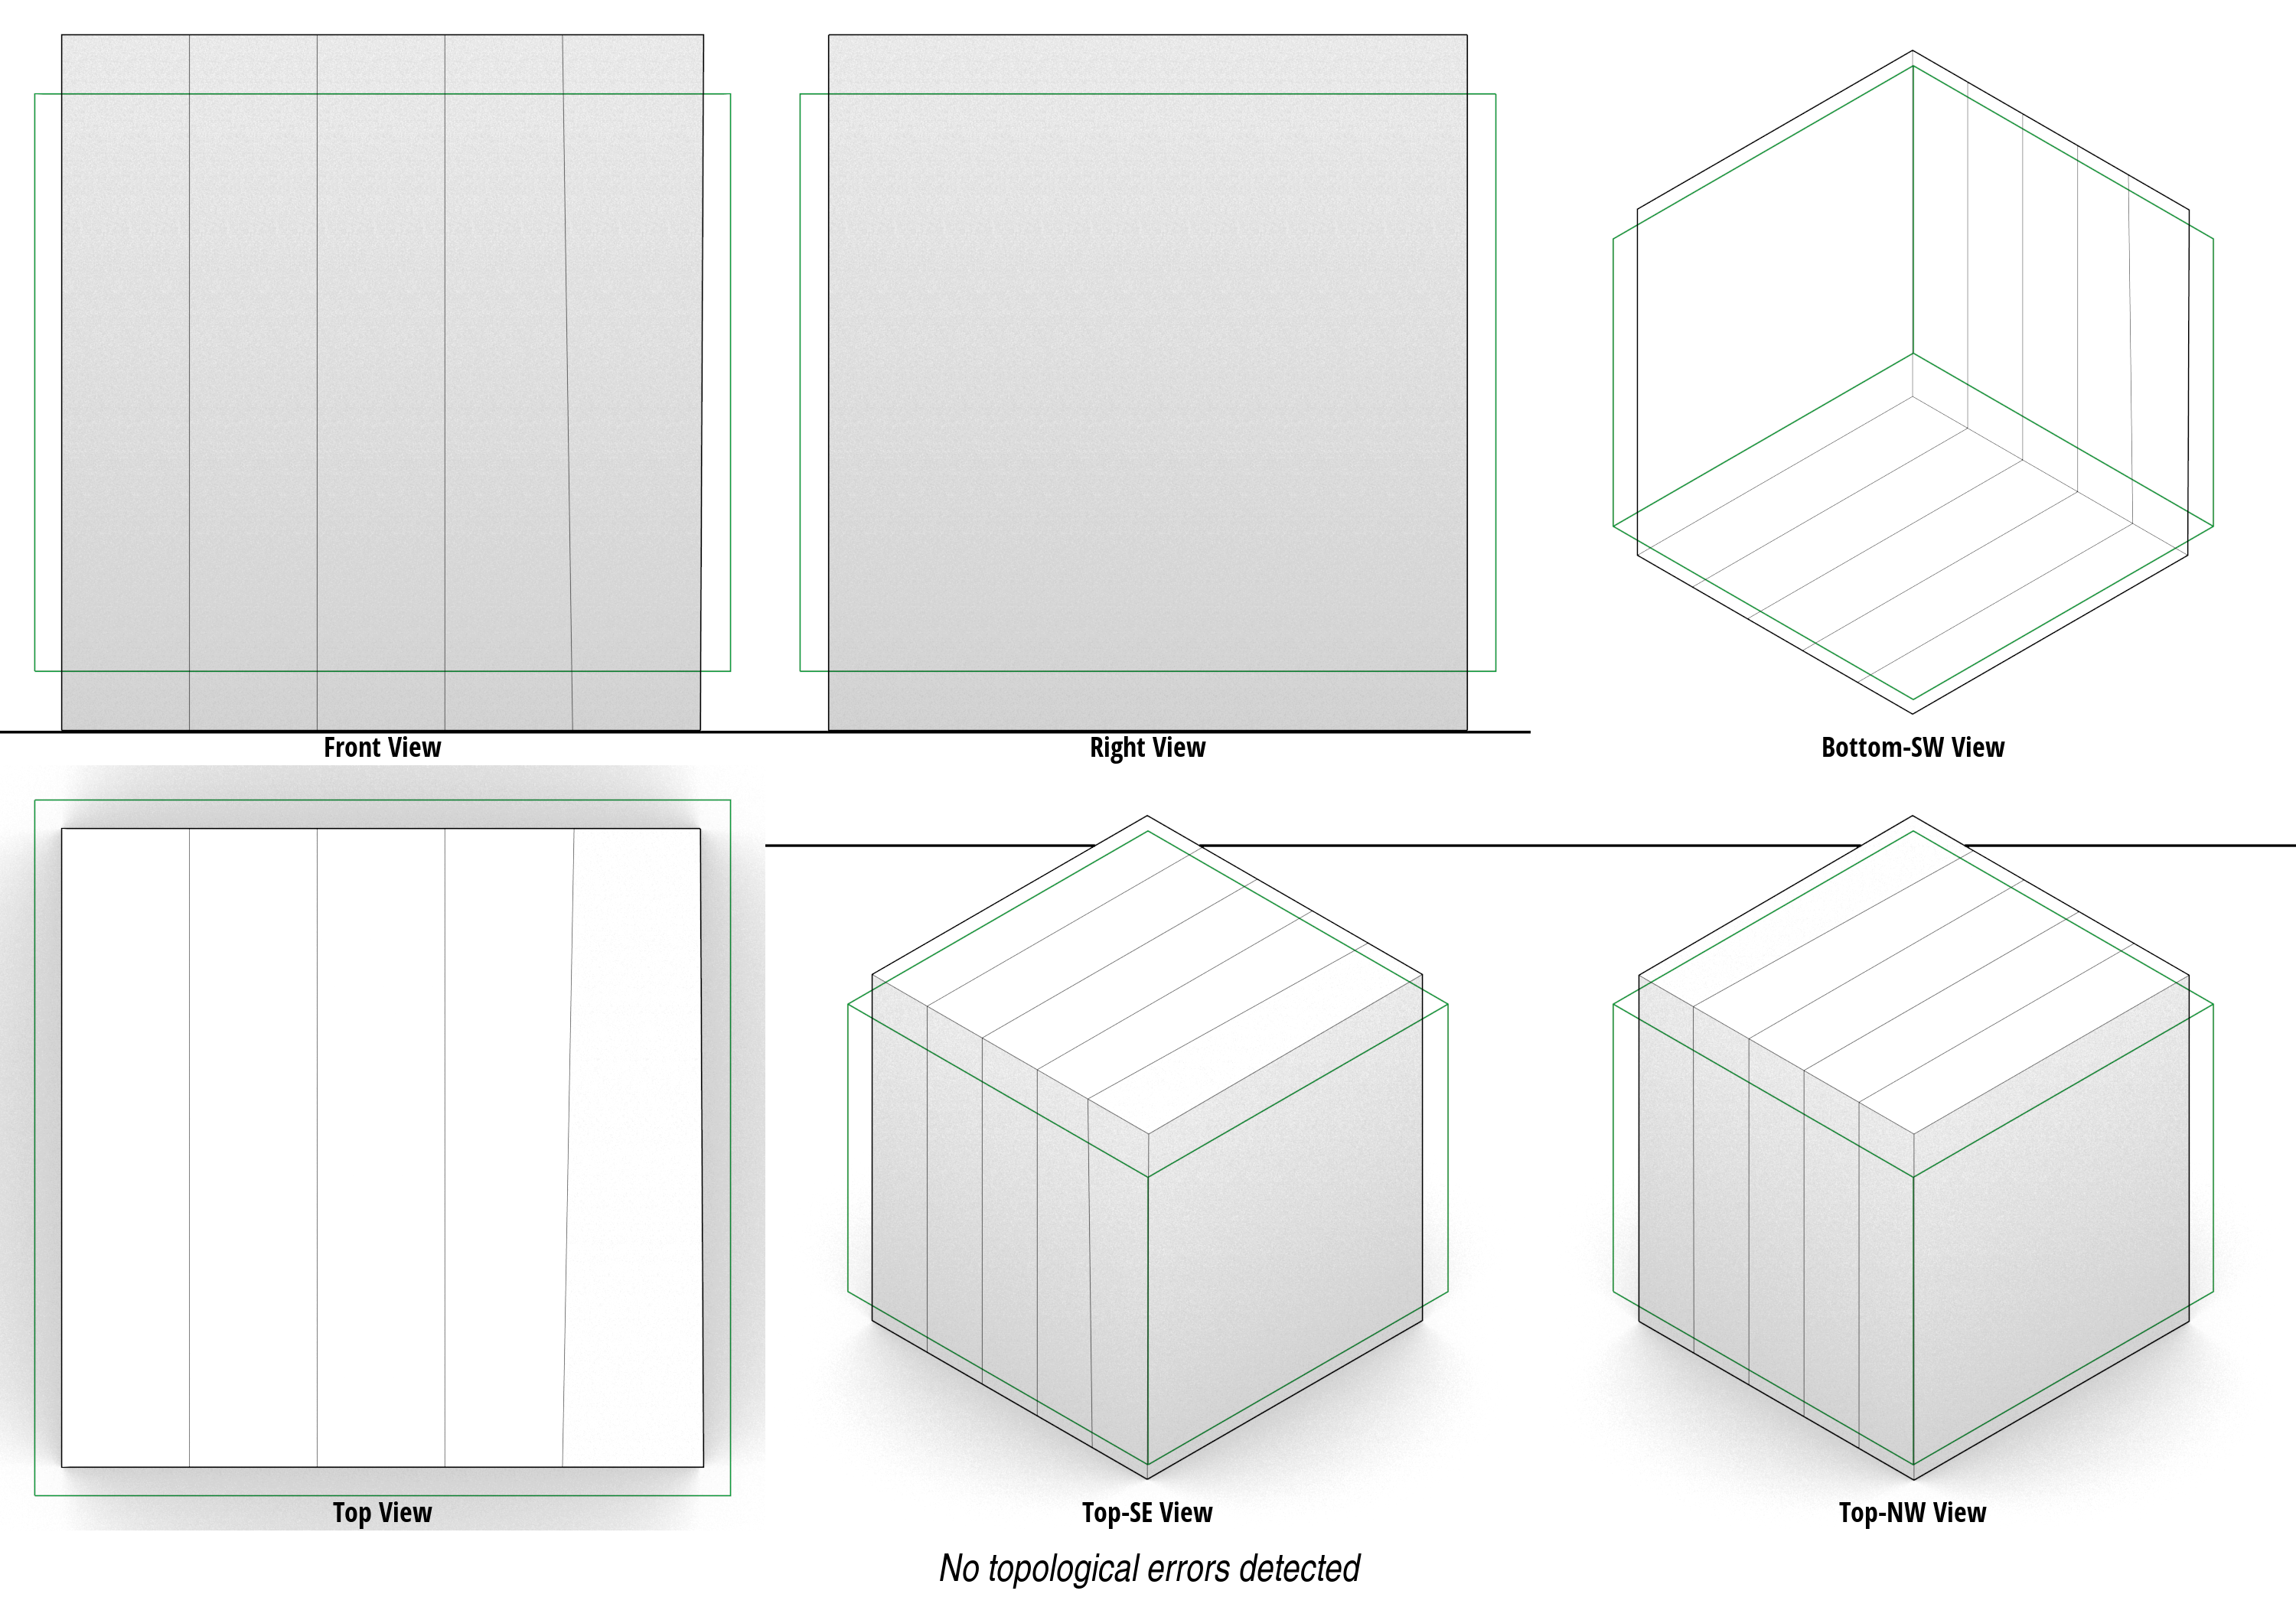 Front View
Right View
Bottom-SW View
Top View
Top-SE View
Top-NW View
No topological errors detected